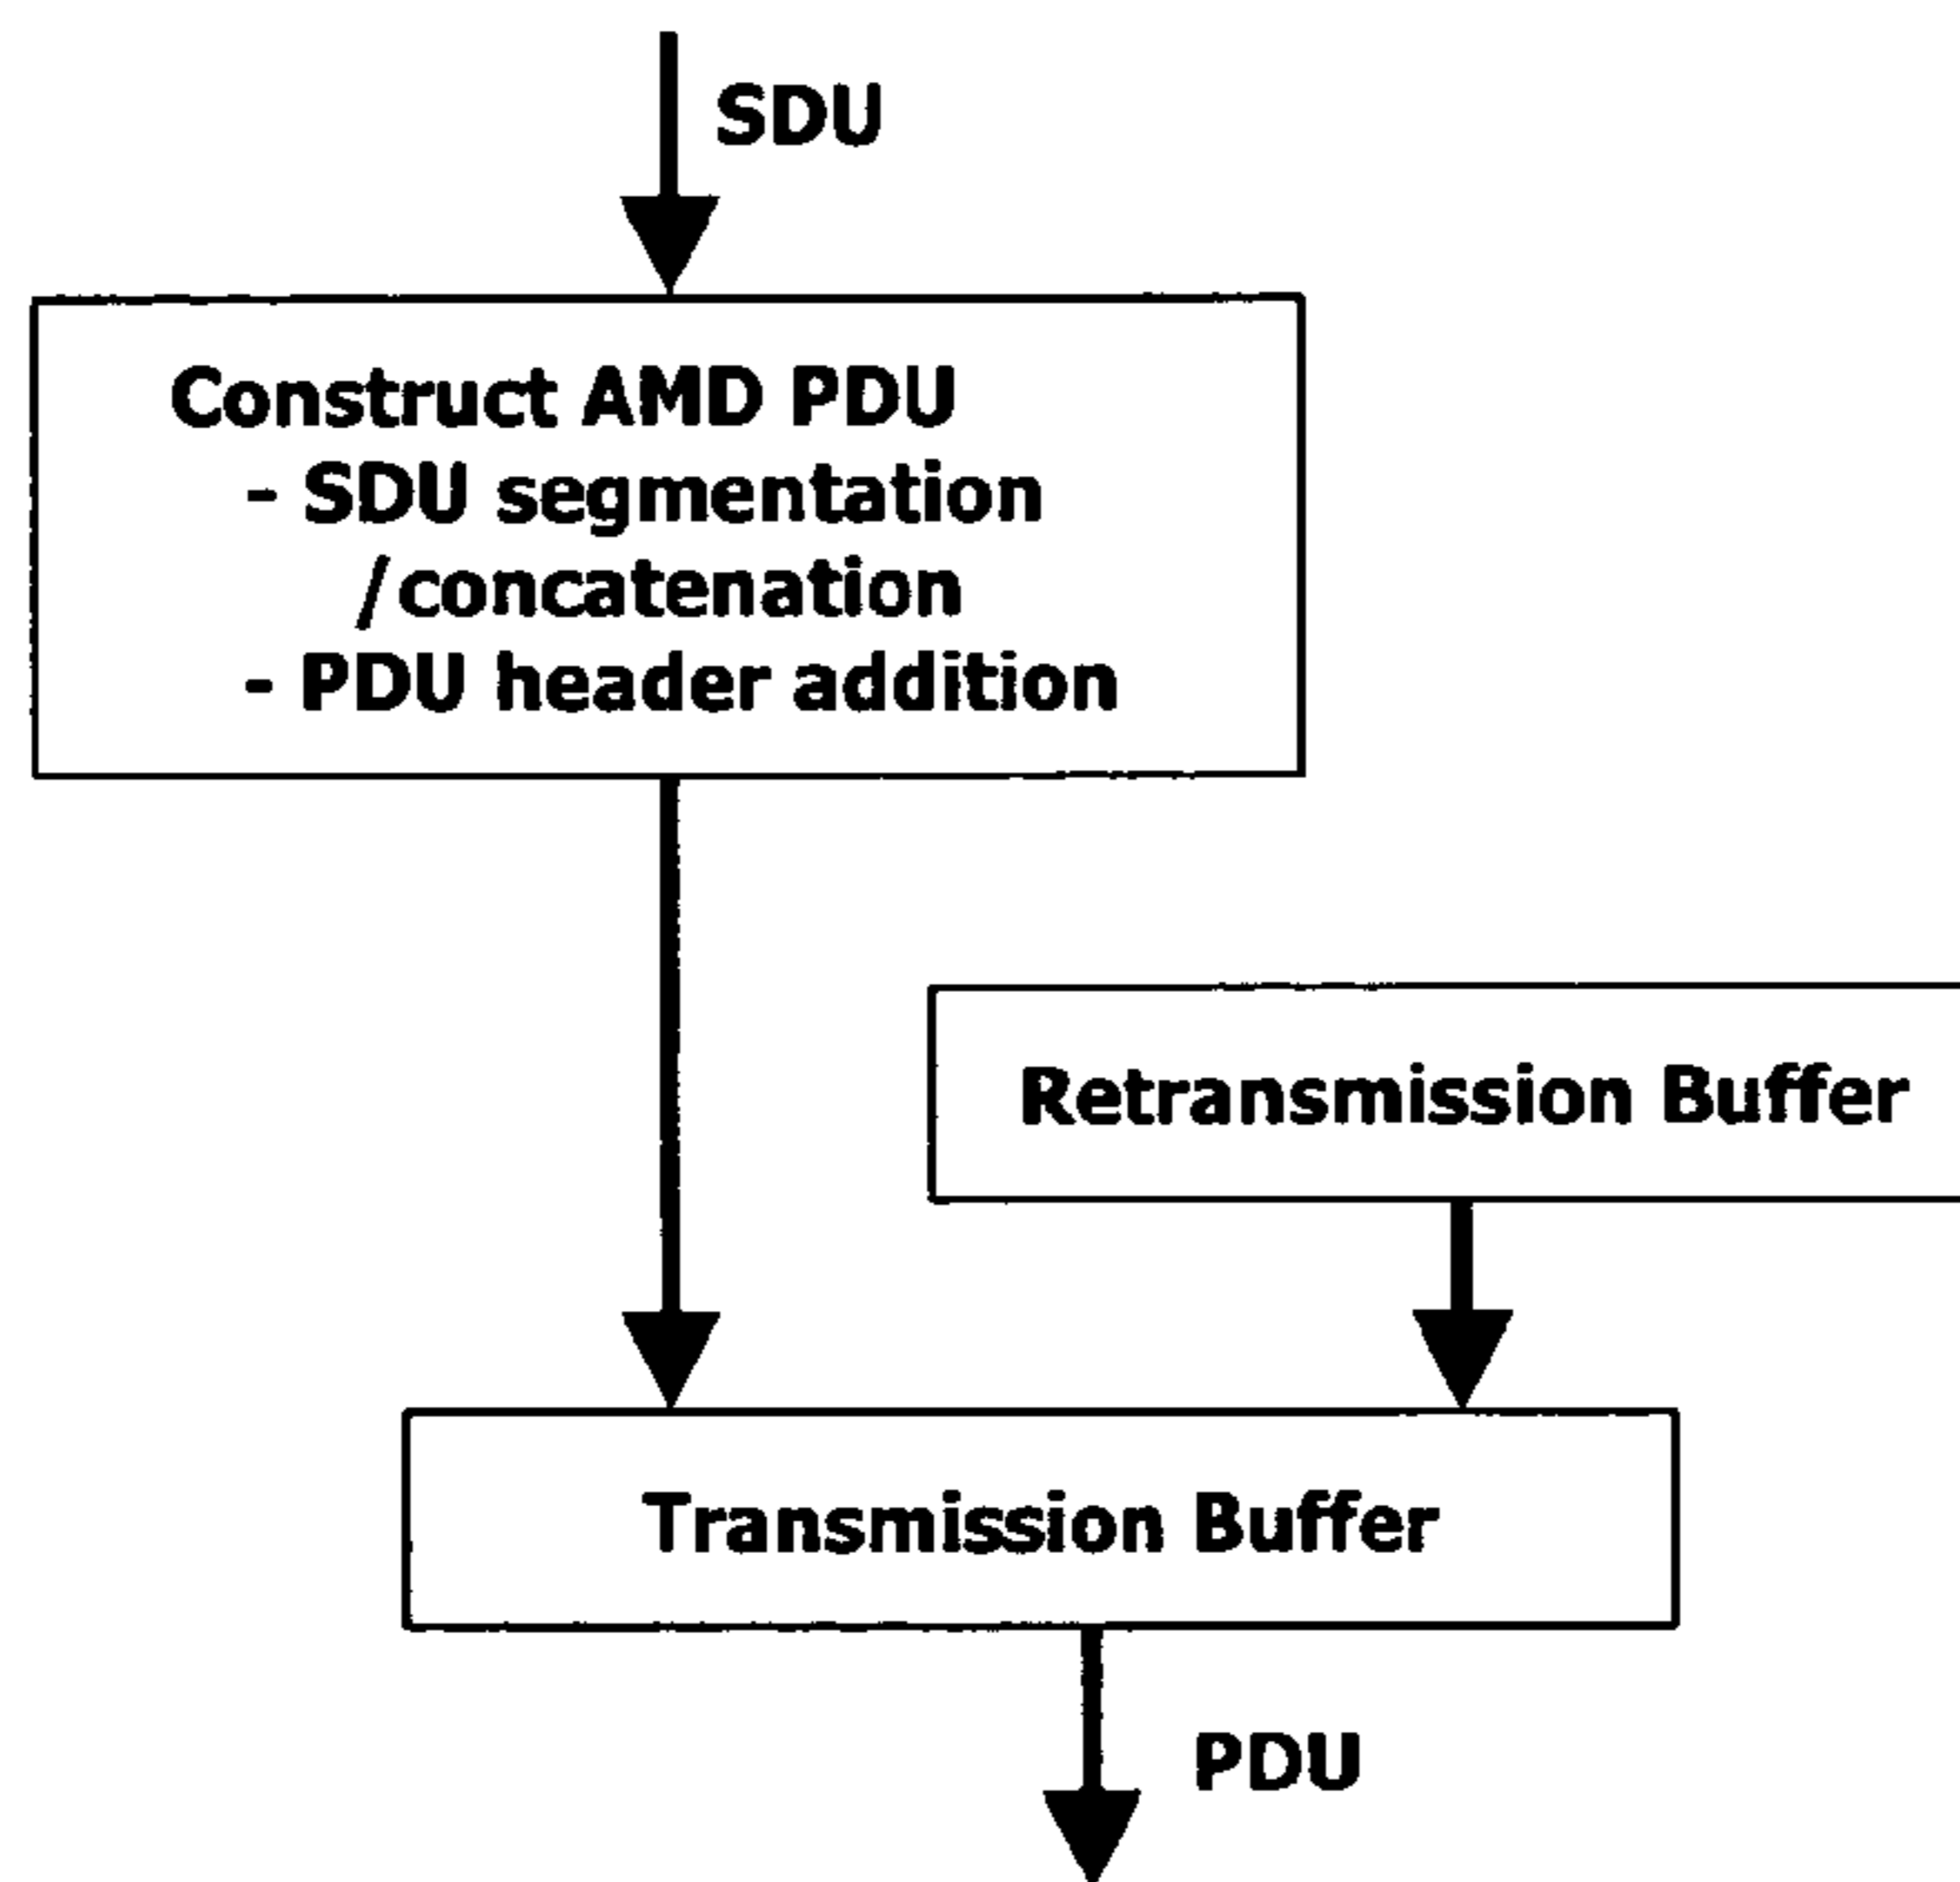 SDU
Construct AMD PDU
- SDU segmentation
/concatenation
- PDU header addition
Retransmission Buffer
Transmission Buffer
PDU